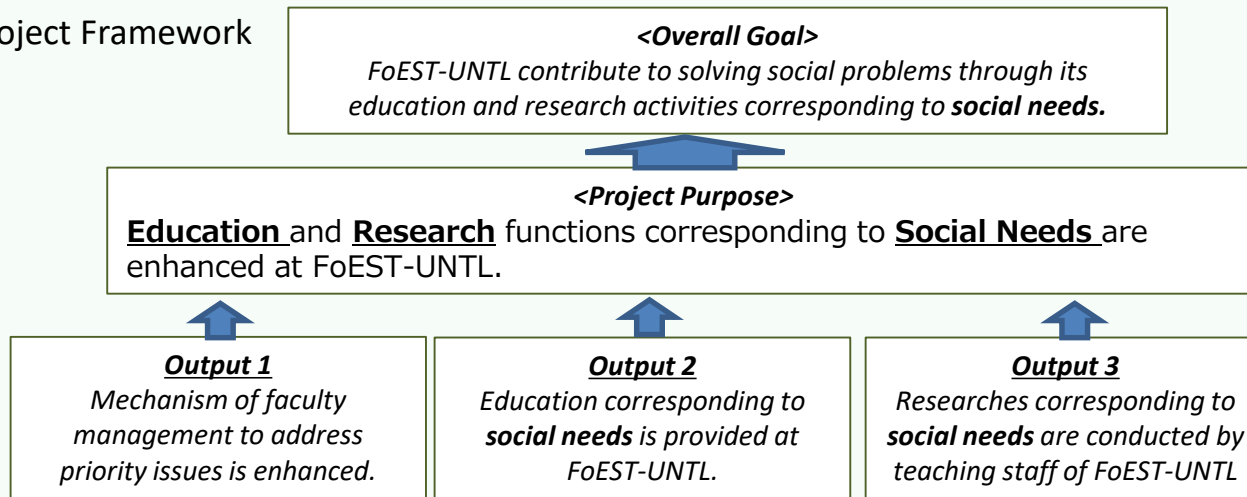 oject Framework
<Overall Goal>
FoEST-UNTL contribute to solving social problems through its
education and research activities corresponding to social needs.
<Project Purpose>
Education and Research functions corresponding to Social Needs are
enhanced at FoEST-UNTL.
Output 1
Mechanism of faculty
management to address
priority issues is enhanced.
Output 2
Education corresponding to
social needs is provided at
FoEST-UNTL.
Output 3
Researches corresponding to
social needs are conducted by
teaching staff of FoEST-UNTL